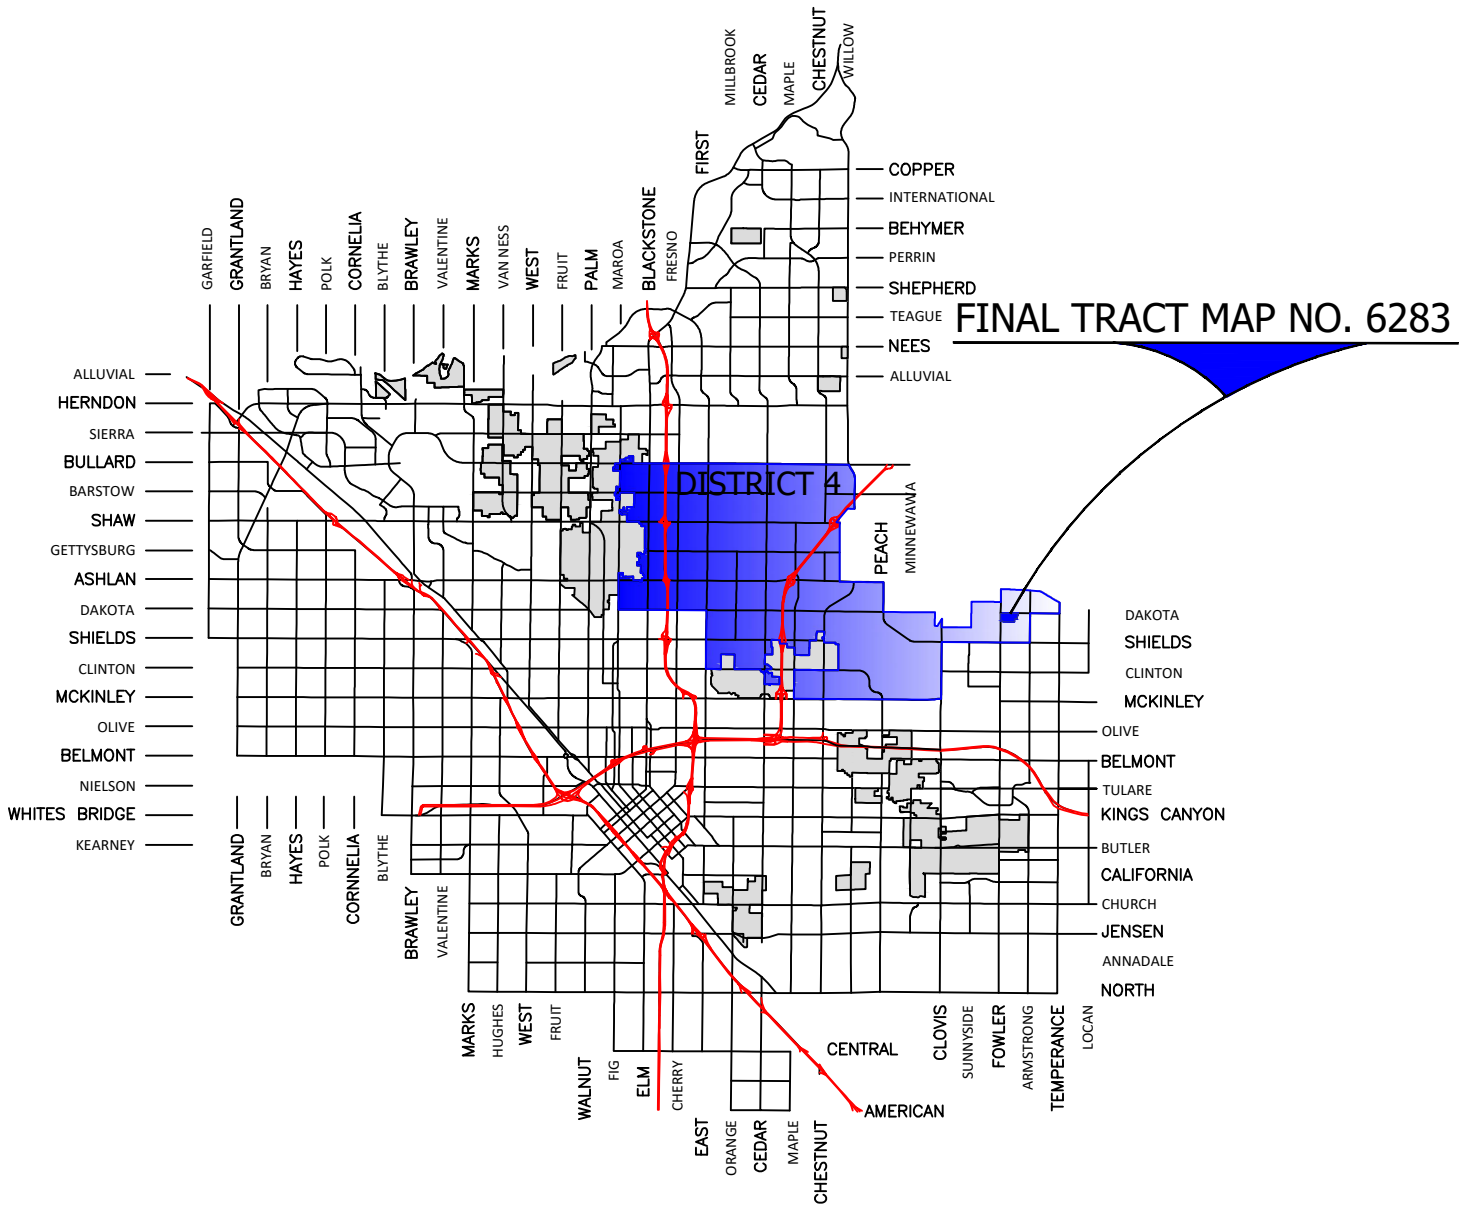 MILLBROOK
CEDAR
MAPLE
CHESTNUT
WILLOW
FIRST
COPPER
INTERNATIONAL
BEHYMER
PERRIN
SHEPHERD
TEAGUE
NEES
ALLUVIAL
FINAL TRACT MAP NO. 6283
GARFIELD
GRANTLAND
BRYAN
HAYES
POLK
CORNELIA
BLYTHE
BRAWLEY
VALENTINE
MARKS
VAN NESS
WEST
FRUIT
PALM
MAROA
BLACKSTONE
FRESNO
ALLUVIAL
HERNDON
SIERRA
BULLARD
BARSTOW
SHAW
GETTYSBURG
ASHLAN
DAKOTA
SHIELDS
CLINTON
MCKINLEY
OLIVE
BELMONT
NIELSON
WHITES BRIDGE
KEARNEY
DISTRICT 4
PEACH
MINNEWAWA
DAKOTA
SHIELDS
CLINTON
MCKINLEY
OLIVE
BELMONT
TULARE
KINGS CANYON
BUTLER
CALIFORNIA
CHURCH
JENSEN
ANNADALE
NORTH
GRANTLAND
BRYAN
HAYES
POLK
CORNNELIA
BLYTHE
BRAWLEY
VALENTINE
MARKS
HUGHES
WEST
FRUIT
WALNUT
FIG
ELM
CHERRY
EAST
ORANGE
CEDAR
MAPLE
CHESTNUT
CENTRAL
AMERICAN
CLOVIS
SUNNYSIDE
FOWLER
ARMSTRONG
TEMPERANCE
LOCAN